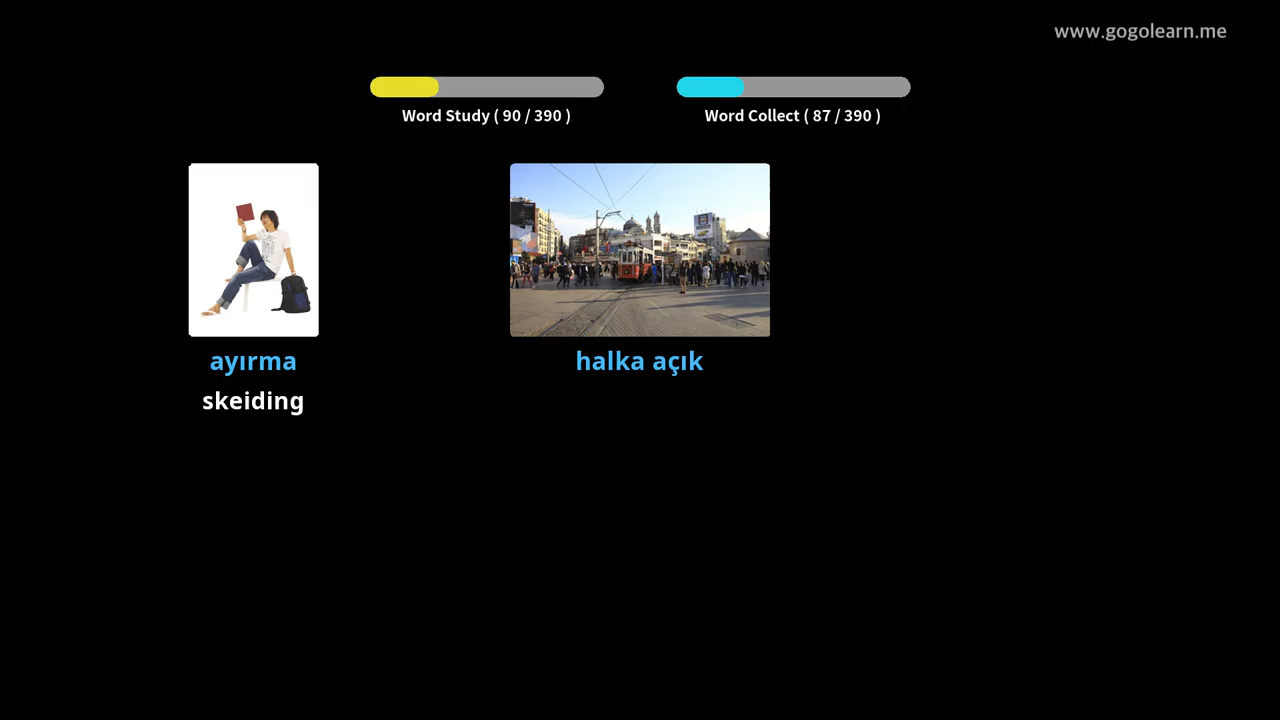 www.gogolearn.me
Word Study ( 90 / 390 )
Word Collect ( 87 / 390 )
ayırma
halka açık
skeiding